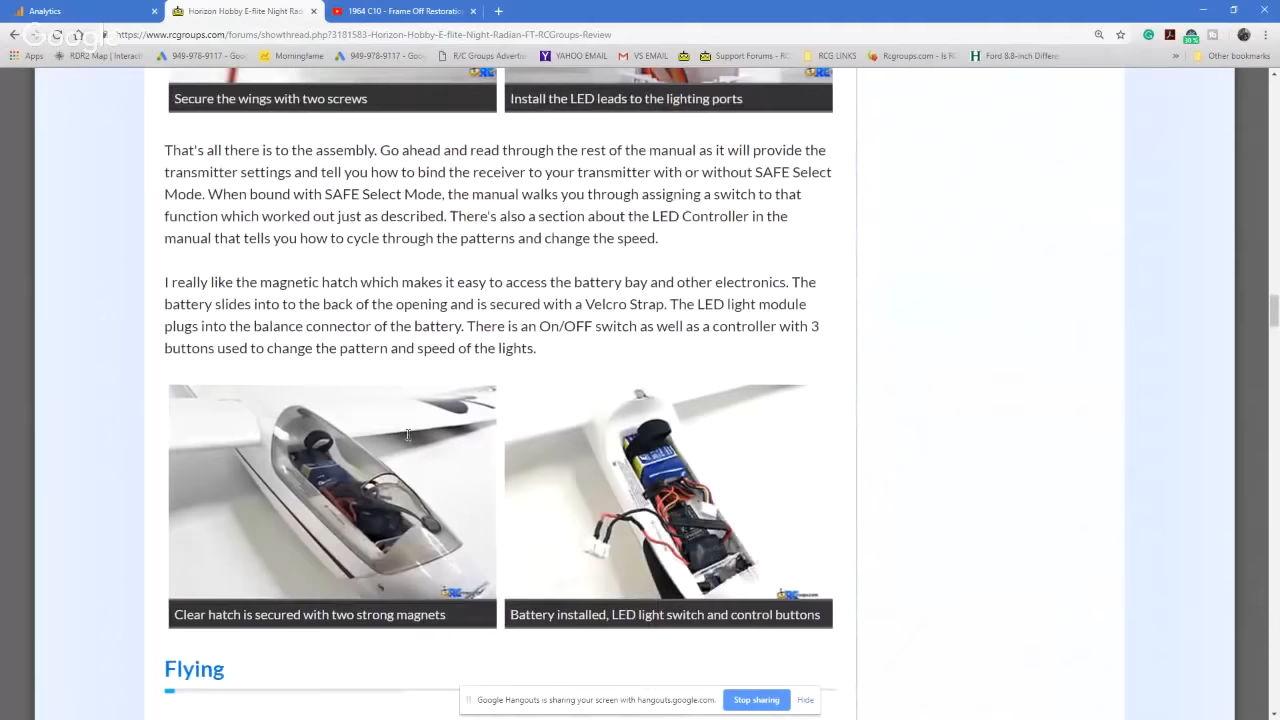 Analytics
Horizon Hobby E-flite Night Rad
1964 C10 - Frame Off Restoratio
Google
https://www.rcgroups.com/forums/showthread.php?3181583-Horizon-Hobby-E-flite-Night-Radian-FT-RCGroups-Review
Apps
RDR2 Map | Interact
949-978-9117 - Goo
Morningfame
949-978-9117 - Goo
R/C Groups Advertise
YAHOO EMAIL
VS EMAIL
Support Forums - RC
RC LINKS
Rcgroups.com - Clos
Ford 8.8-inch Differe
»
Other bookmarks
Secure the wings with two screws
Install the LED leads to the lighting ports
That's all there is to the assembly. Go ahead and read through the rest of the manual as it will provide the
transmitter settings and tell you how to bind the receiver to your transmitter with or without SAFE Select
Mode. When bound with SAFE Select Mode, the manual walks you through assigning a switch to that
function which worked out just as described. There's also a section about the LED Controller in the
manual that tells you how to cycle through the patterns and change the speed.
I really like the magnetic hatch which makes it easy to access the battery bay and other electronics. The
battery slides into to the back of the opening and is secured with a Velcro Strap. The LED light module
plugs into the balance connector of the battery. There is an On/OFF switch as well as a controller with 3
buttons used to change the pattern and speed of the lights.
Clear hatch is secured with two strong magnets
Battery installed, LED light switch and control buttons
Flying
Google Hangouts is sharing your screen with hangouts.google.com.
Stop sharing
Hide